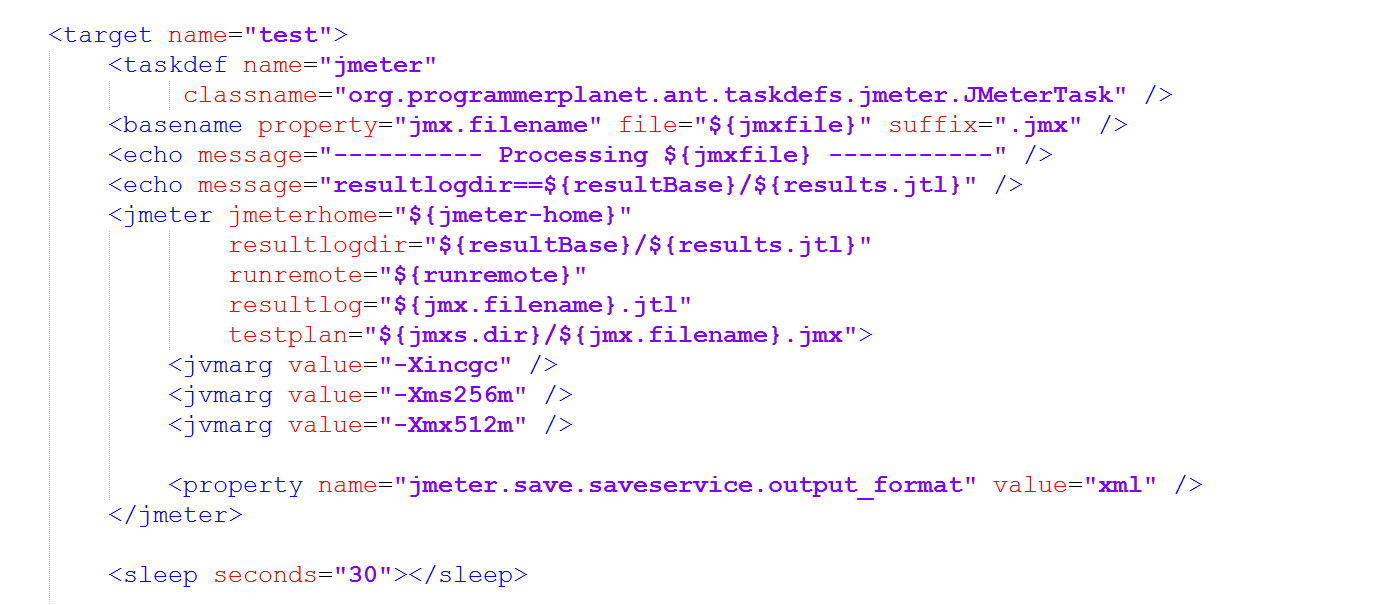 <target name="test">
<taskdef name="jmeter"
classname="org.programmerplanet.ant.taskdefs.jmeter.JMeterTask" />
<basename property="jmx.filename" file="${jmxfile}" suffix=".jmx" />
<echo message="---------- Processing ${jmxfile} -----------" />
<echo message="resultlogdir==${resultBase}/${results.jtl}" />
<jmeter jmeterhome="${jmeter-home}"
resultlogdir="${resultBase}/${results.jtl}"
runremote="${runremote}"
resultlog="${jmx.filename}.jtl"
testplan="${jmxs.dir}/${jmx.filename}.jmx">
<jvmarg value="-Xincgc" />
<jvmarg value="-Xms256m" />
<jvmarg value="-Xmx512m" />
<property name="jmeter.save.saveservice.output_format" value="xml" />
</jmeter>
<sleep seconds="30"></sleep>